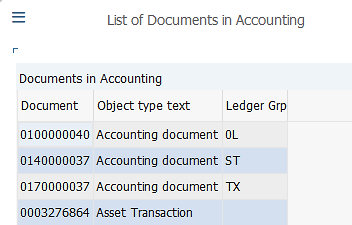 List of Documents in Accounting
Documents in Accounting
Document Object type text Ledger Grp
0100000040 Accounting document 0L
0140000037 Accounting document ST
0170000037 Accounting document TX
0003276864 Asset Transaction